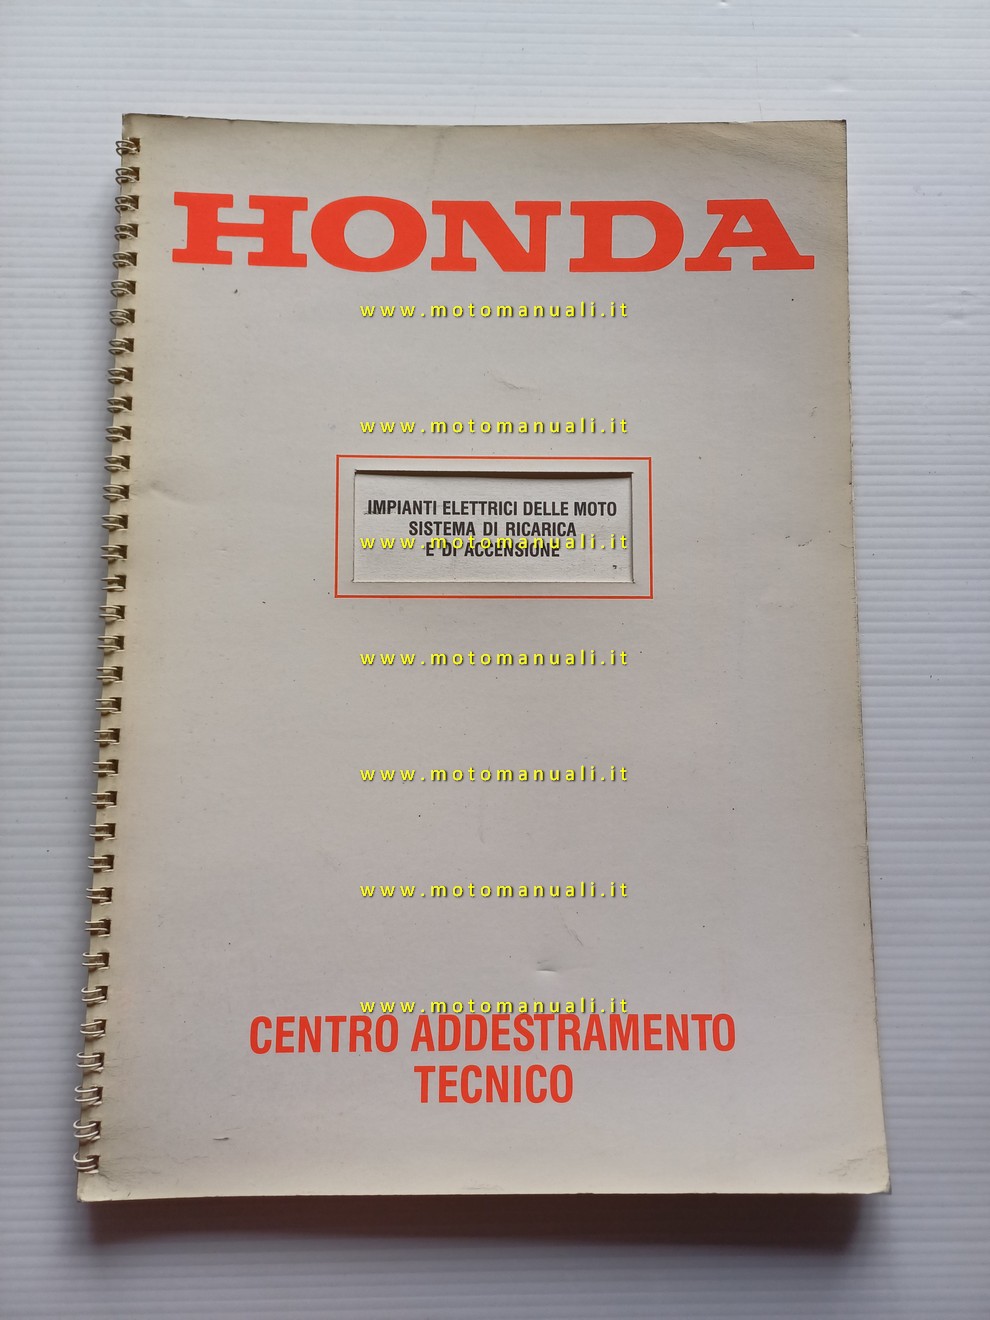 HONDA
www.motomanuali.it
www.motomanuali.it
IMPIANTI ELETTRICI DELLE MOTO
SISTEMA DI RICARICA
www.motomanuali.it
E DI ACCENSIONE
www.motomanuali.it
www.motomanuali.it
www.motomanuali.it
www.motomanuali.it
CENTRO ADDESTRAMENTO
TECNICO